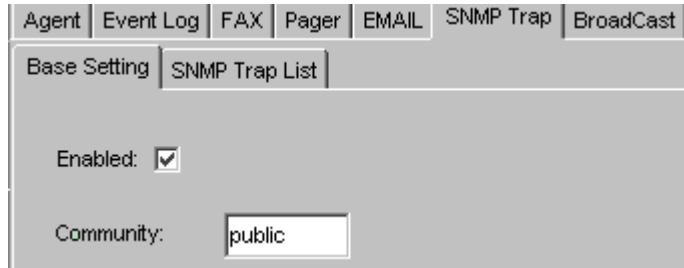 Agent Event Log FAX Pager EMAIL SNMP Trap BroadCast
Base Setting SNMP Trap List
Enabled:
Community: public